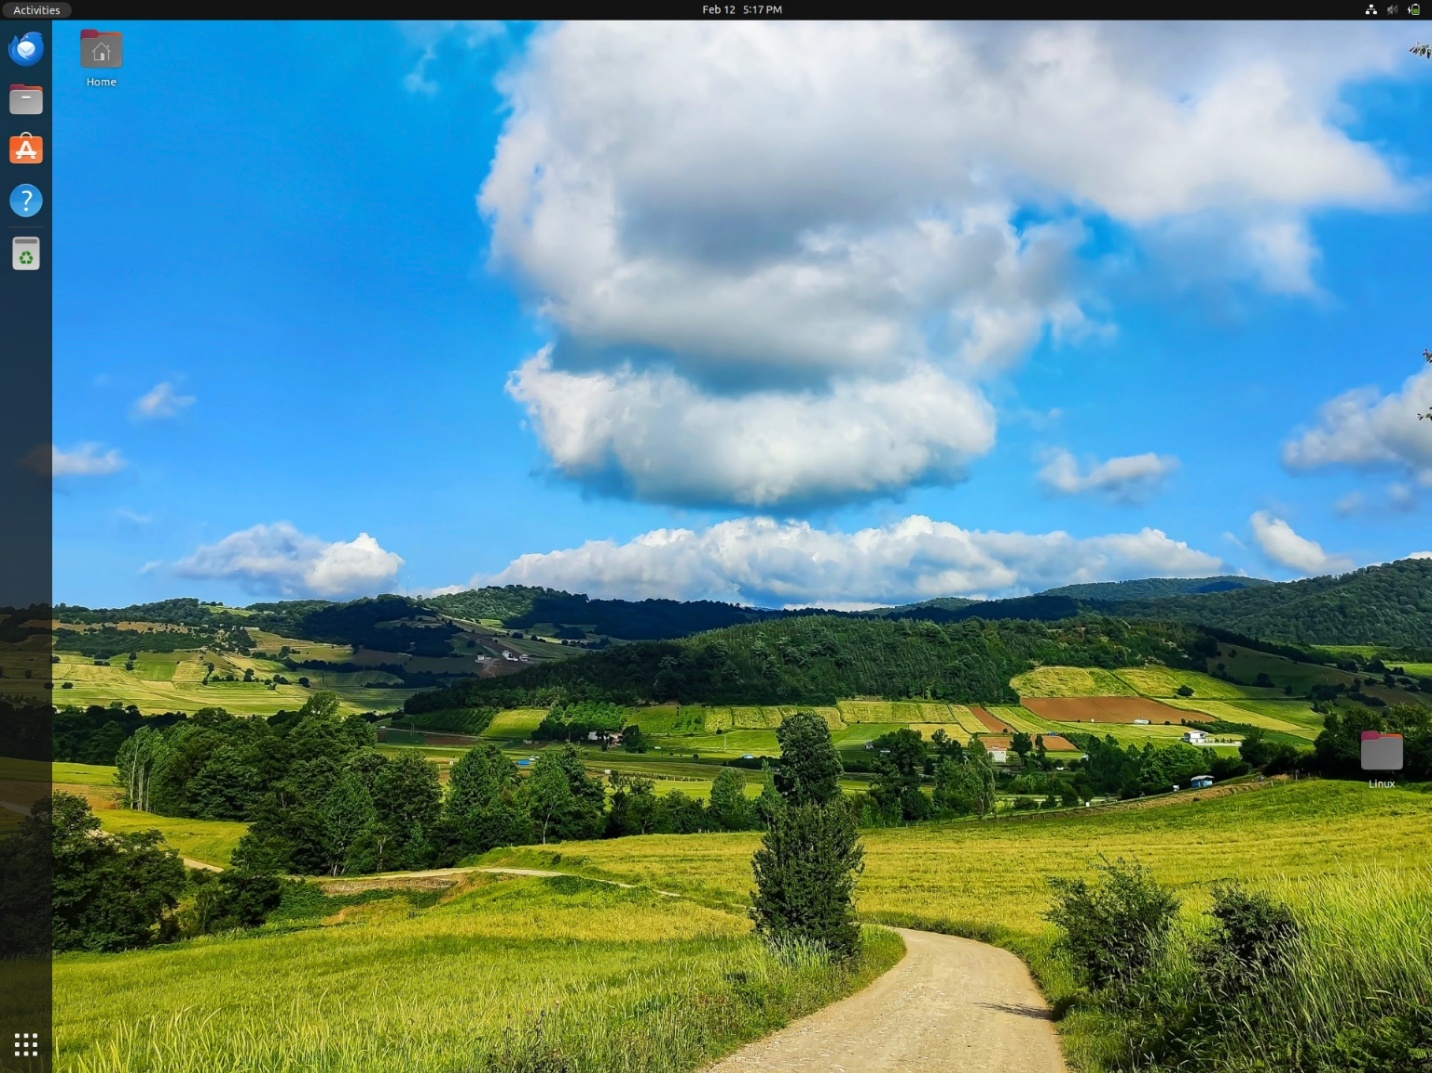 Activities
Feb 12 5:17 PM
Home
Linux